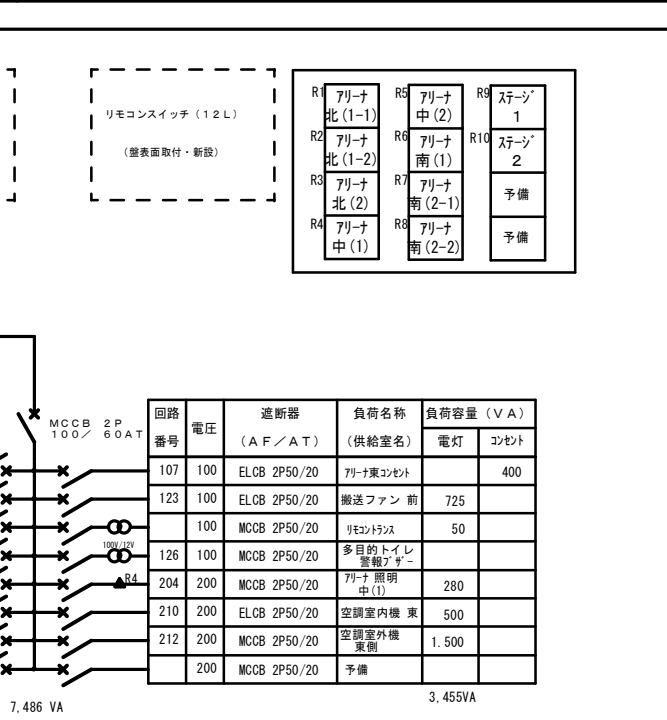 リモコンスイッチ（12L）
（盤表面取付・新設）
R1 アリーナ 北(1-1) R5 アリーナ 中(2) R9 ステージ 1
R2 アリーナ 北(1-2) R6 アリーナ 南(1) R10 ステージ 2
R3 アリーナ 北(2) R7 アリーナ 南(2-1) 予備
R4 アリーナ 中(1) R8 アリーナ 南(2-2) 予備
MCCB 2P
100/ 60AT
回路番号 電圧 遮断器（AF/AT） 負荷名称（供給室名） 負荷容量（VA） 電灯 コンセント
107 100 ELCB 2P50/20 アリーナ東コンセント 400
123 100 ELCB 2P50/20 搬送ファン 前 725
100 MCCB 2P50/20 リモコントランス 50
100V/12V
126 100 MCCB 2P50/20 多目的トイレ 警報ブザー
R4 204 200 MCCB 2P50/20 アリーナ 照明 中(1) 280
210 200 ELCB 2P50/20 空調室内機 東 500
212 200 MCCB 2P50/20 空調室外機 東側 1.500
200 MCCB 2P50/20 予備
7,486 VA
3,455VA